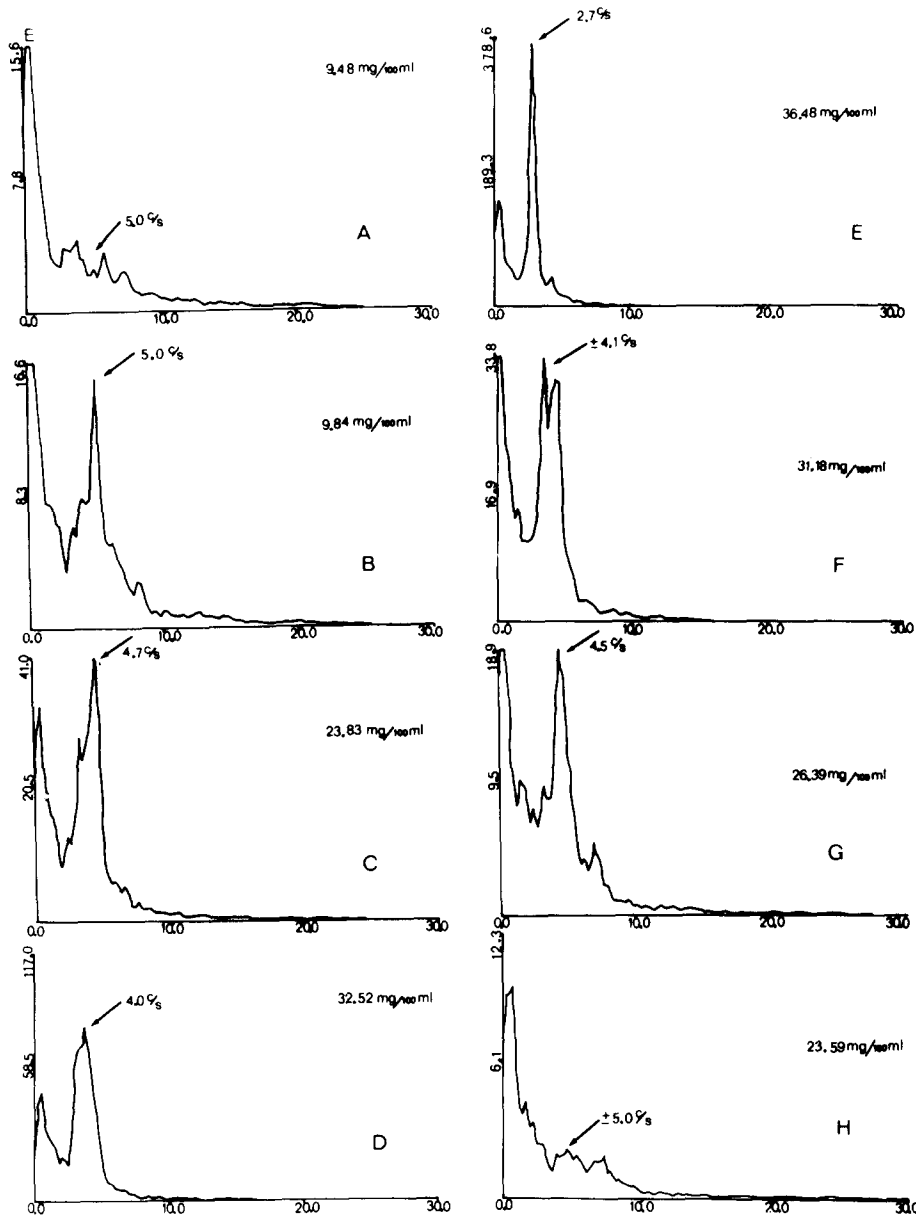 E
15.6
7.8
5.0 c/s
9.48 mg/100ml
A
0.0 10.0 20.0 30.0
16.6
8.3
5.0 c/s
9.84 mg/100ml
B
0.0 10.0 20.0 30.0
41.0
20.5
4.7 c/s
23.83 mg/100ml
C
0.0 10.0 20.0 30.0
117.0
58.5
4.0 c/s
32.52 mg/100ml
D
0.0 10.0 20.0 30.0
378.6
189.3
2.7 c/s
36.48 mg/100ml
E
0.0 10.0 20.0 30.0
33.8
16.9
±4.1 c/s
31.18 mg/100ml
F
0.0 10.0 20.0 30.0
18.9
9.5
4.5 c/s
26.39 mg/100ml
G
0.0 10.0 20.0 30.0
12.3
6.1
±5.0 c/s
23.59 mg/100ml
H
0.0 10.0 20.0 30.0